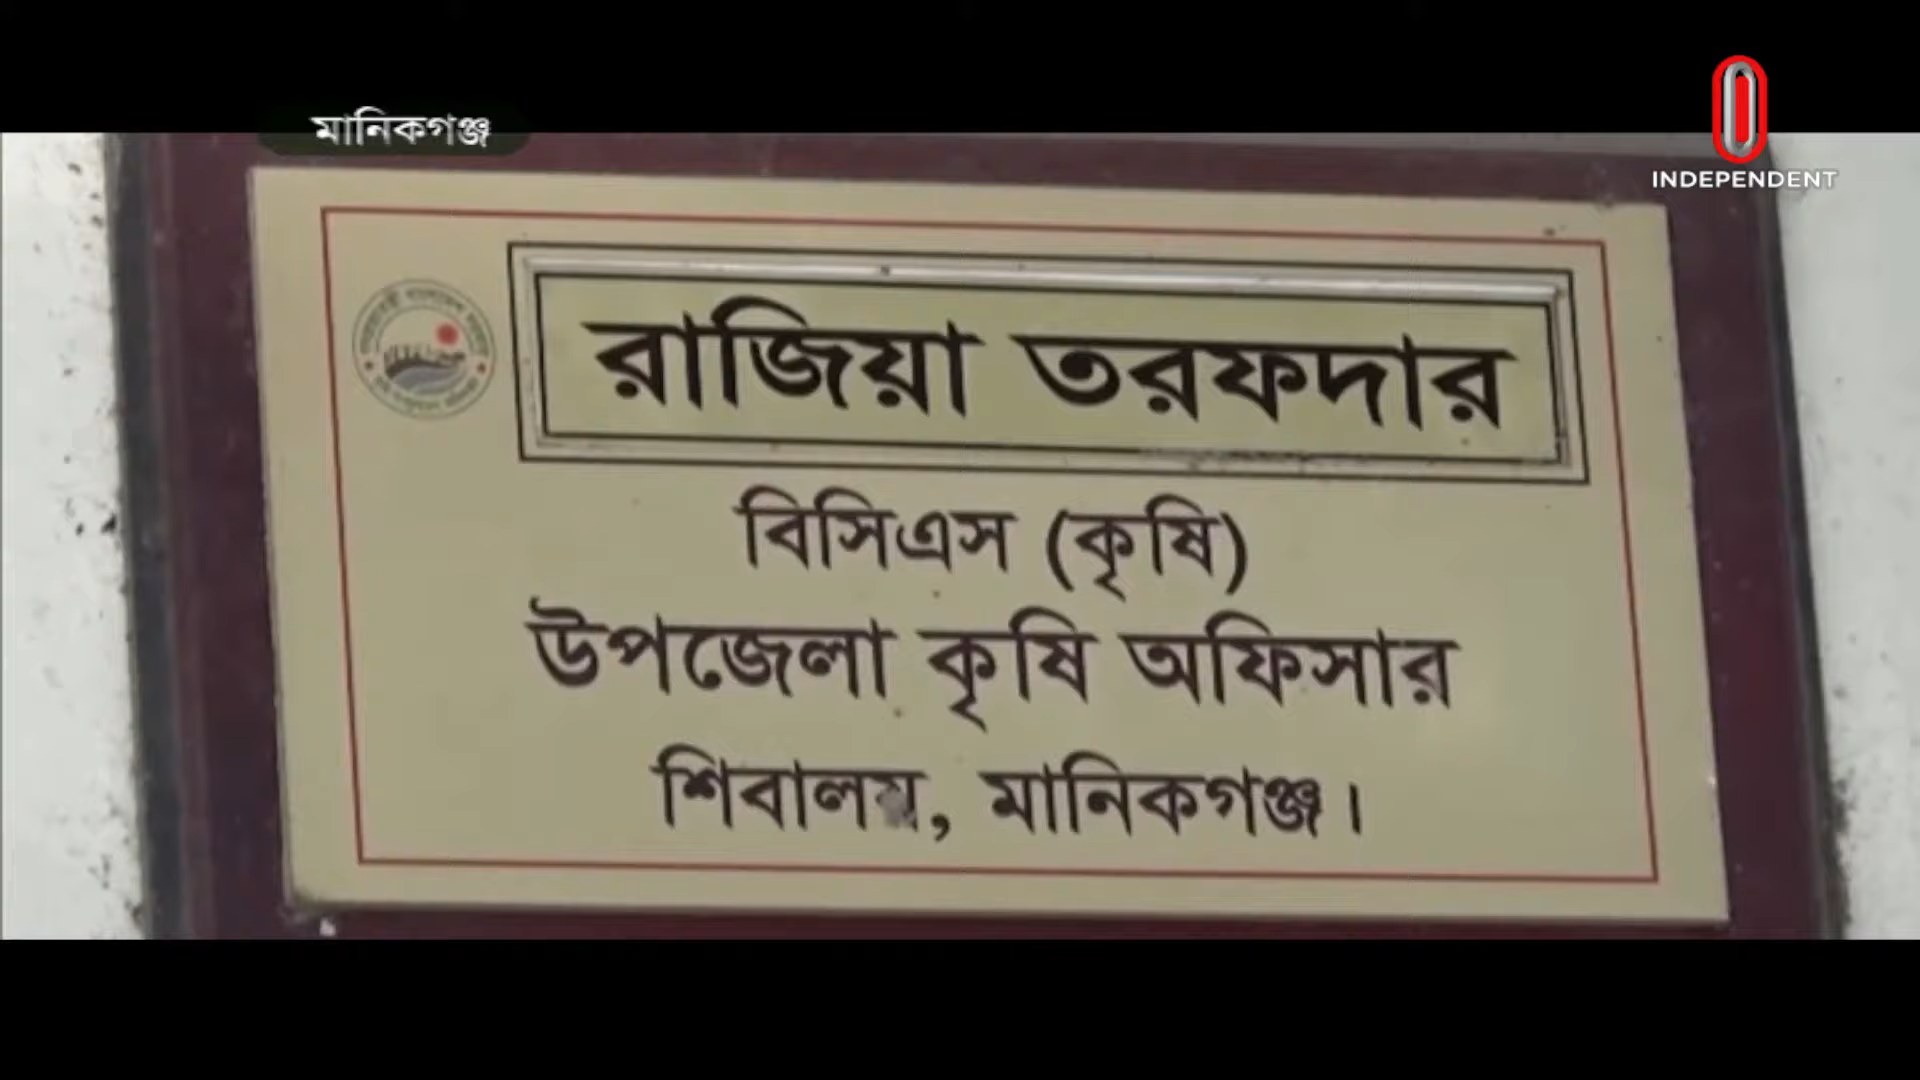 মানিকগঞ্জ
INDEPENDENT
রাজিয়া তরফদার
বিসিএস (কৃষি)
উপজেলা কৃষি অফিসার
শিবালয়, মানিকগঞ্জ।